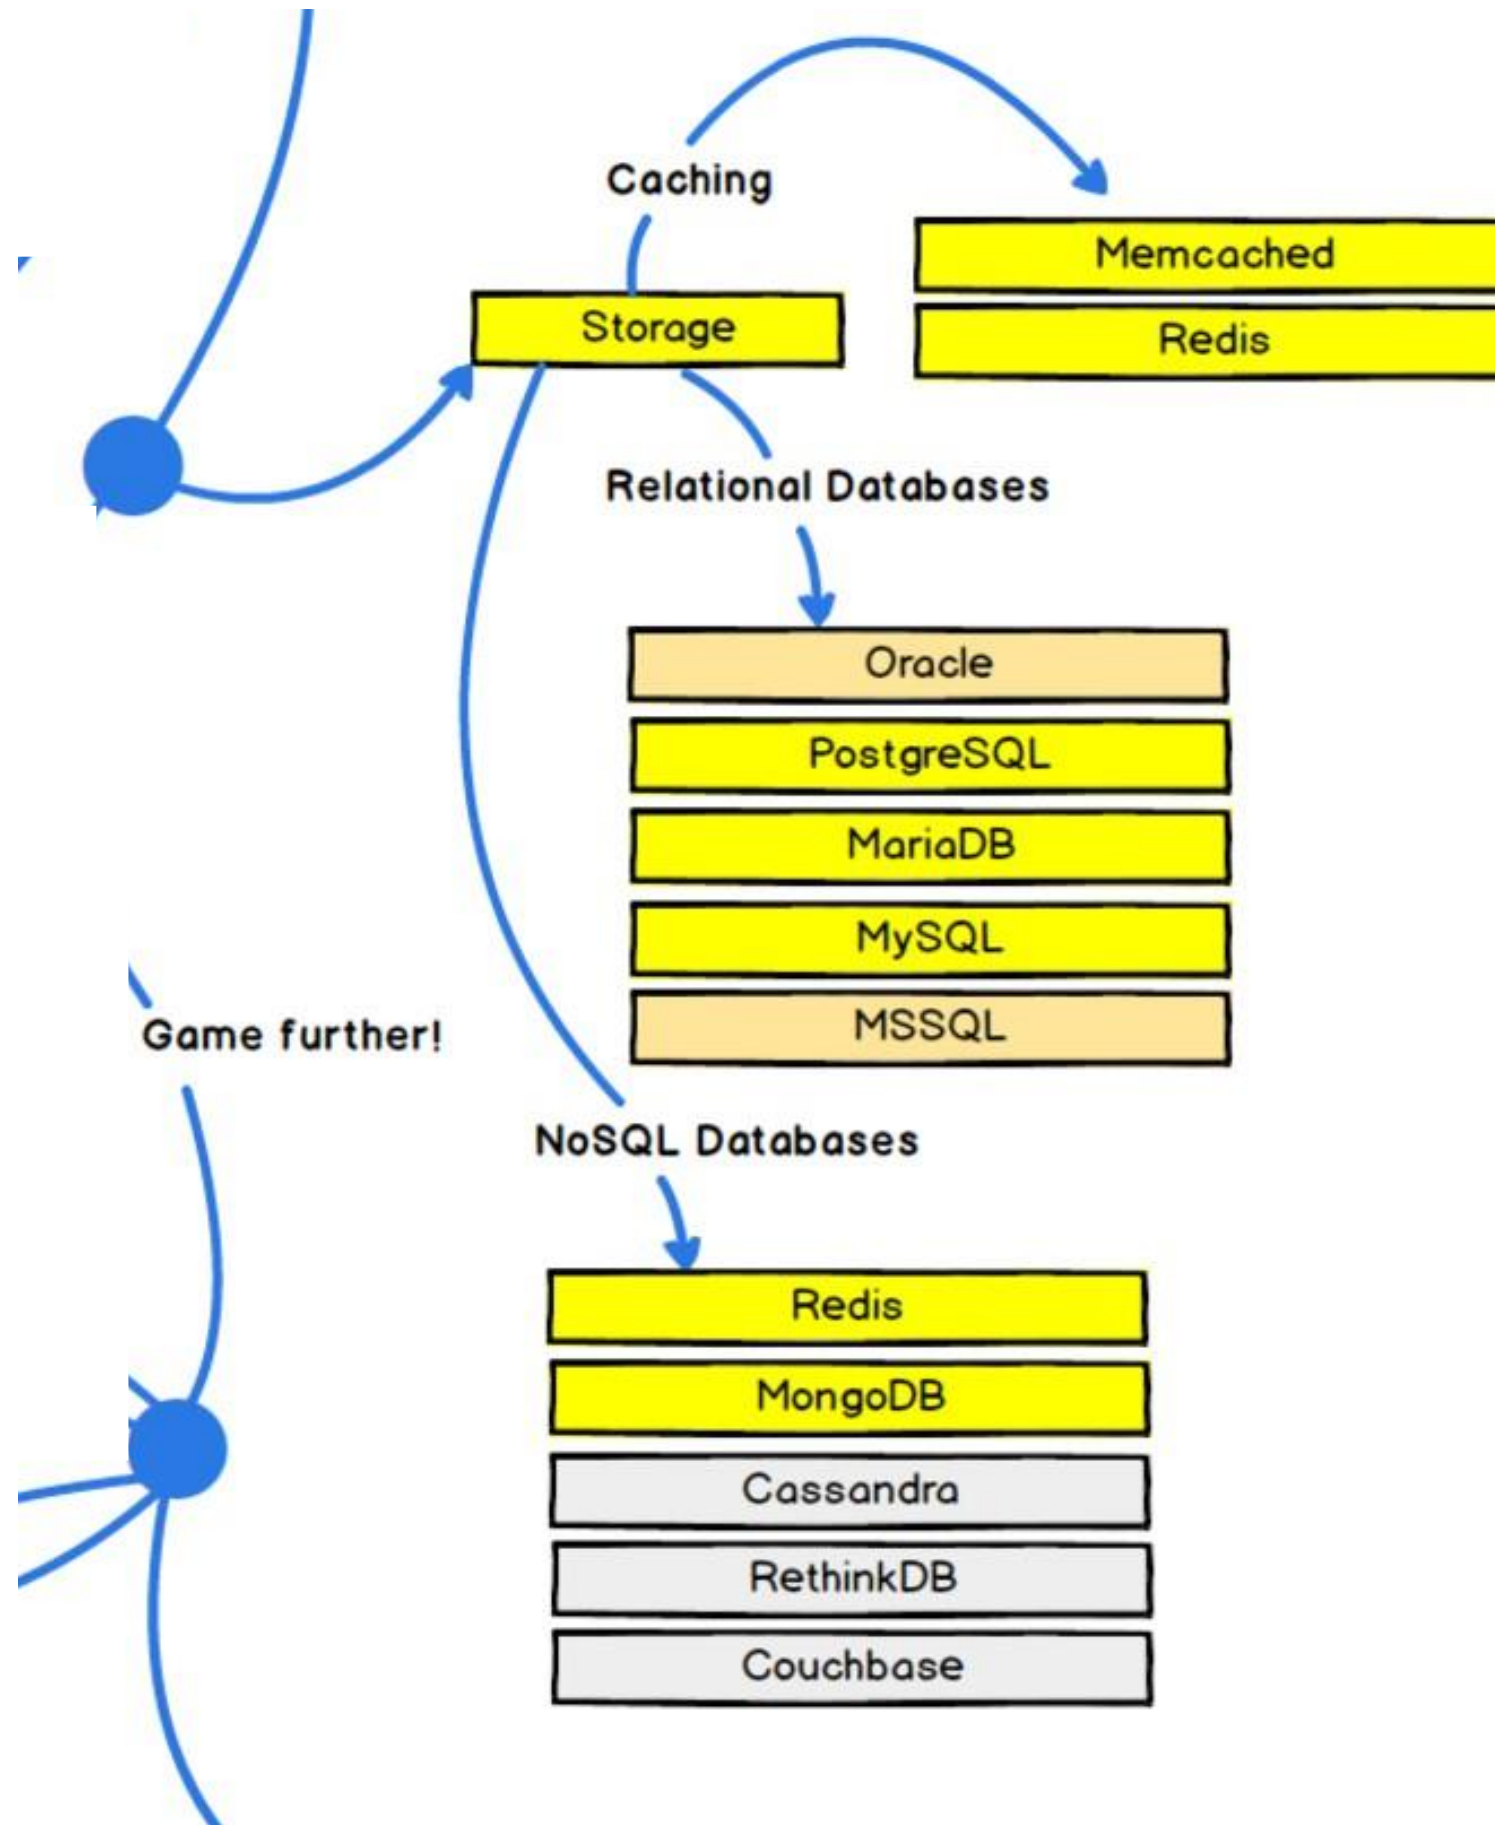 Caching
Memcached
Storage
Redis
Relational Databases
Oracle
PostgreSQL
MariaDB
MySQL
MSSQL
Game further!
NoSQL Databases
Redis
MongoDB
Cassandra
RethinkDB
Couchbase